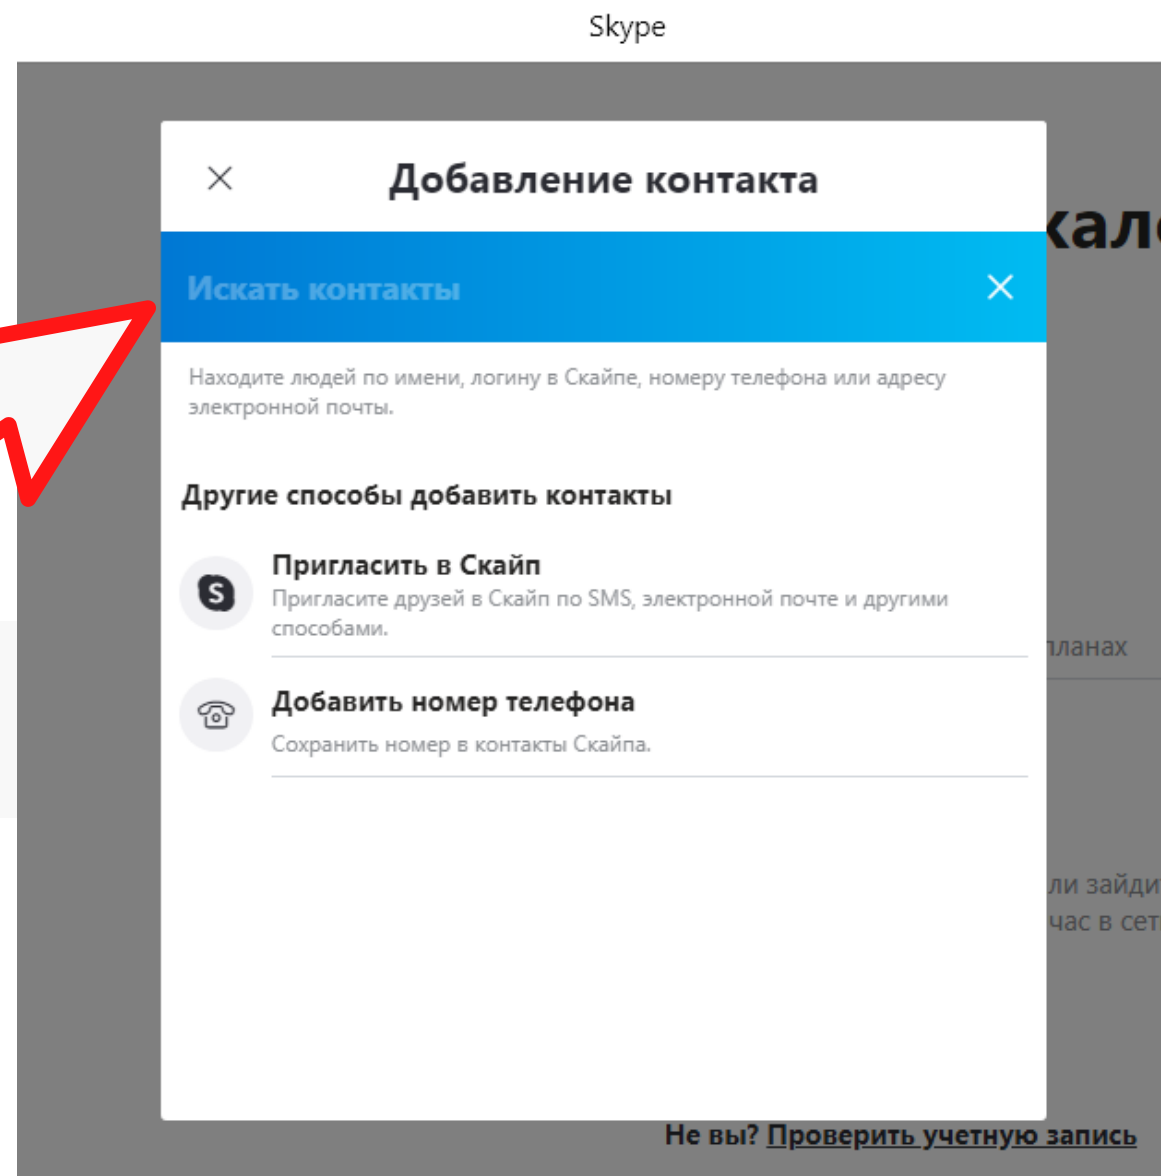 Skype
Добавление контакта
Искать контакты
Находите людей по имени, логину в Скайпе, номеру телефона или адресу
электронной почты.
Другие способы добавить контакты
Пригласить в Скайп
Пригласите друзей в Скайп по SMS, электронной почте и другими
способами.
Добавить номер телефона
Сохранить номер в контакты Скайпа.
ли
час в
Не вы? Проверить учетную запись